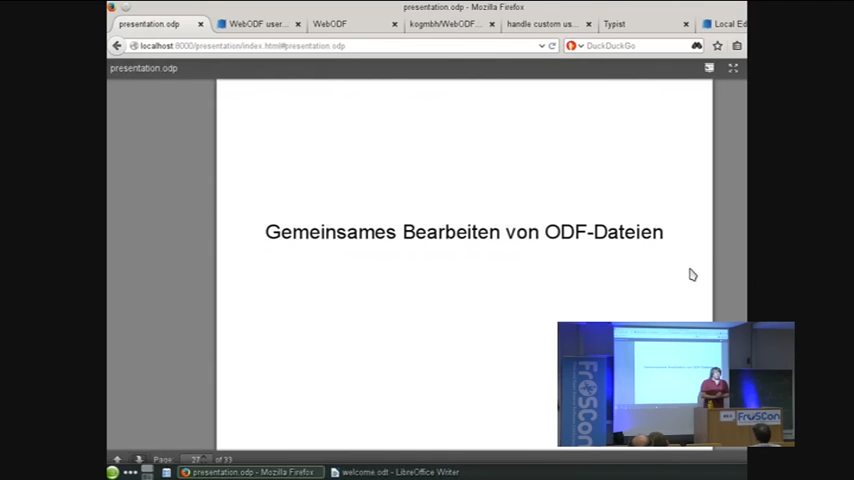 presentation.odp - Mozilla Firefox
presentation.odp WebODF user... WebODF kogmbh/WebODF... handle custom us... Typist Local Ed
localhost:8000/presentation/index.html#presentation.odp DuckDuckGo
presentation.odp
Gemeinsames Bearbeiten von ODF-Dateien
FrOSCon
FrOSCon
Page: 27 of 33
presentation.odp - Mozilla Firefox welcome.odt - LibreOffice Writer